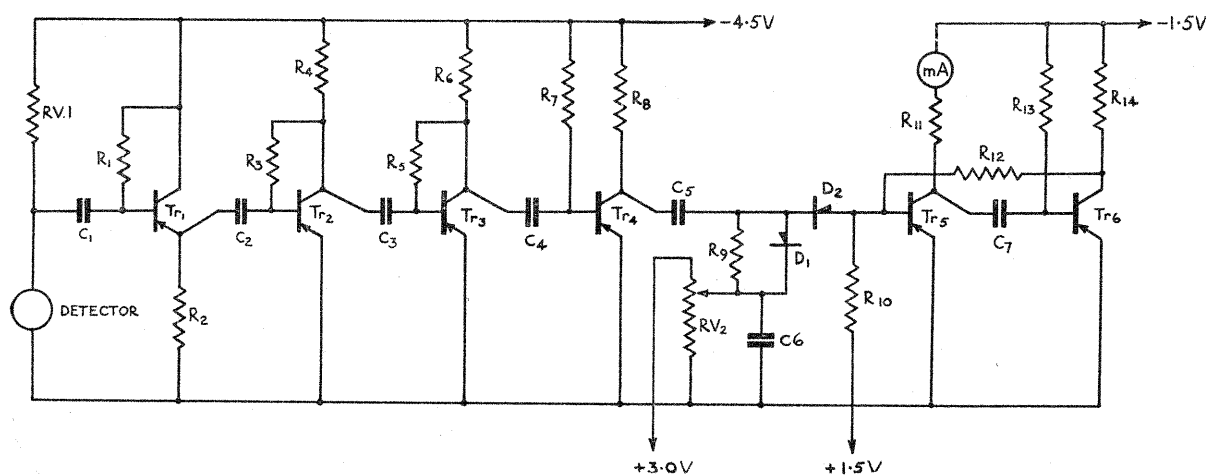 -4.5V
-1.5V
R4
R6
mA
RV.1
R7
R8
R13
R14
R11
R1
R3
R5
R12
C5
D2
Tr1
Tr2
Tr3
Tr4
Tr5
Tr6
C1
C2
C3
C4
C7
R9
D1
DETECTOR
R2
RV2
C6
R10
+3.0V
+1.5V